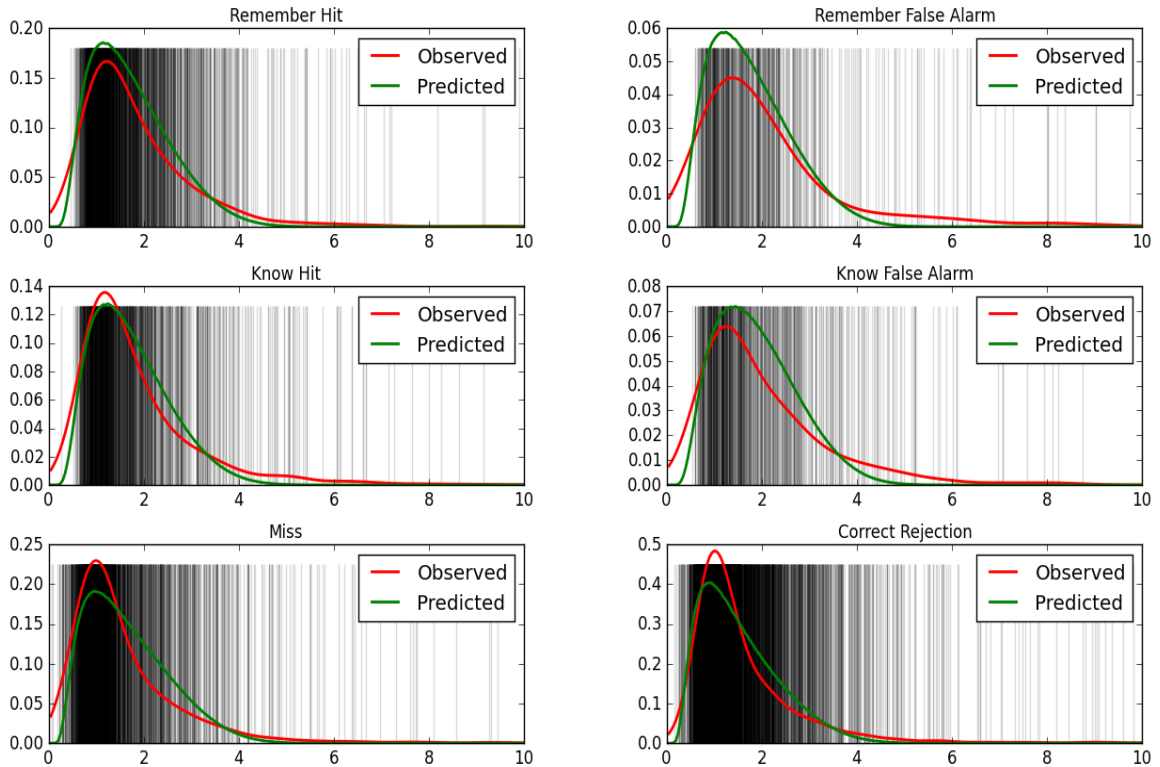 Remember Hit
0.20
0.15
0.10
0.05
0.00
0 2 4 6 8 10
Observed
Predicted
Remember False Alarm
0.06
0.05
0.04
0.03
0.02
0.01
0.00
0 2 4 6 8 10
Observed
Predicted
Know Hit
0.14
0.12
0.10
0.08
0.06
0.04
0.02
0.00
0 2 4 6 8 10
Observed
Predicted
Know False Alarm
0.08
0.07
0.06
0.05
0.04
0.03
0.02
0.01
0.00
0 2 4 6 8 10
Observed
Predicted
Miss
0.25
0.20
0.15
0.10
0.05
0.00
0 2 4 6 8 10
Observed
Predicted
Correct Rejection
0.5
0.4
0.3
0.2
0.1
0.0
0 2 4 6 8 10
Observed
Predicted